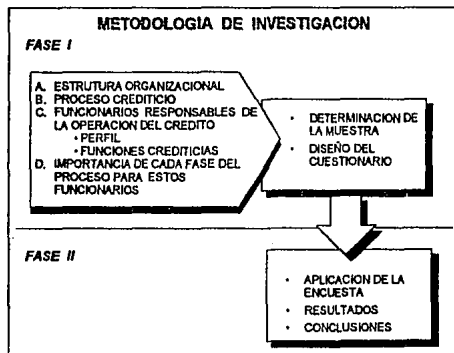 METODOLOGIA DE INVESTIGACION
FASE I
A. ESTRUTURA ORGANIZACIONAL
B. PROCESO CREDITICIO
C. FUNCIONARIOS RESPONSABLES DE
LA OPERACION DEL CREDITO
• PERFIL
• FUNCIONES CREDITICIAS
D. IMPORTANCIA DE CADA FASE DEL
PROCESO PARA ESTOS
FUNCIONARIOS
• DETERMINACION DE
LA MUESTRA
• DISEÑO DEL
CUESTIONARIO
FASE II
• APLICACION DE LA
ENCUESTA
• RESULTADOS
• CONCLUSIONES